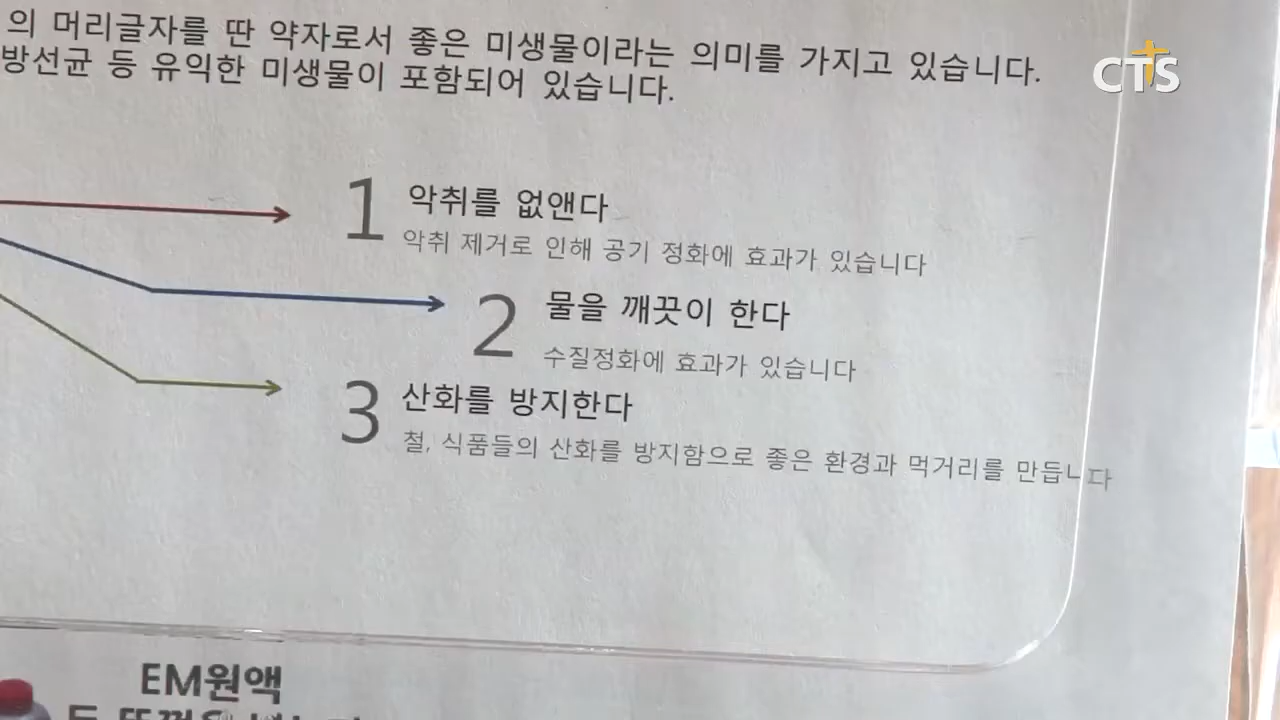 의 머리글자를 딴 약자로서 좋은 미생물이라는 의미를 가지고 있습니다.
방선균 등 유익한 미생물이 포함되어 있습니다.
CTS
1 악취를 없앤다
악취 제거로 인해 공기 정화에 효과가 있습니다
2 물을 깨끗이 한다
수질정화에 효과가 있습니다
3 산화를 방지한다
철, 식품들의 산화를 방지함으로 좋은 환경과 먹거리를 만듭니다
EM원액